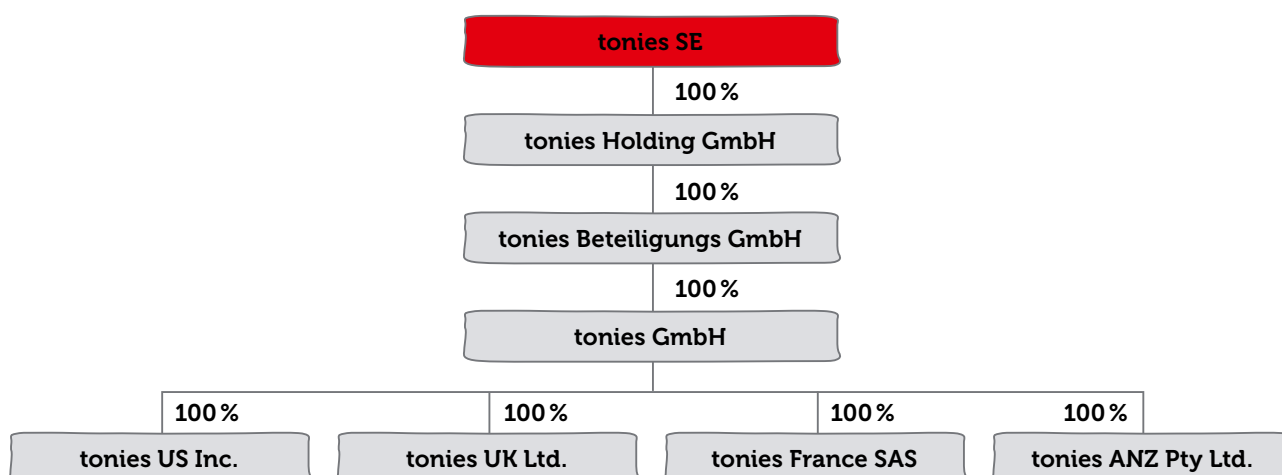 tonies SE
100 %
tonies Holding GmbH
100 %
tonies Beteiligungs GmbH
100 %
tonies GmbH
100 % 100 % 100 % 100 %
tonies US Inc. tonies UK Ltd. tonies France SAS tonies ANZ Pty Ltd.